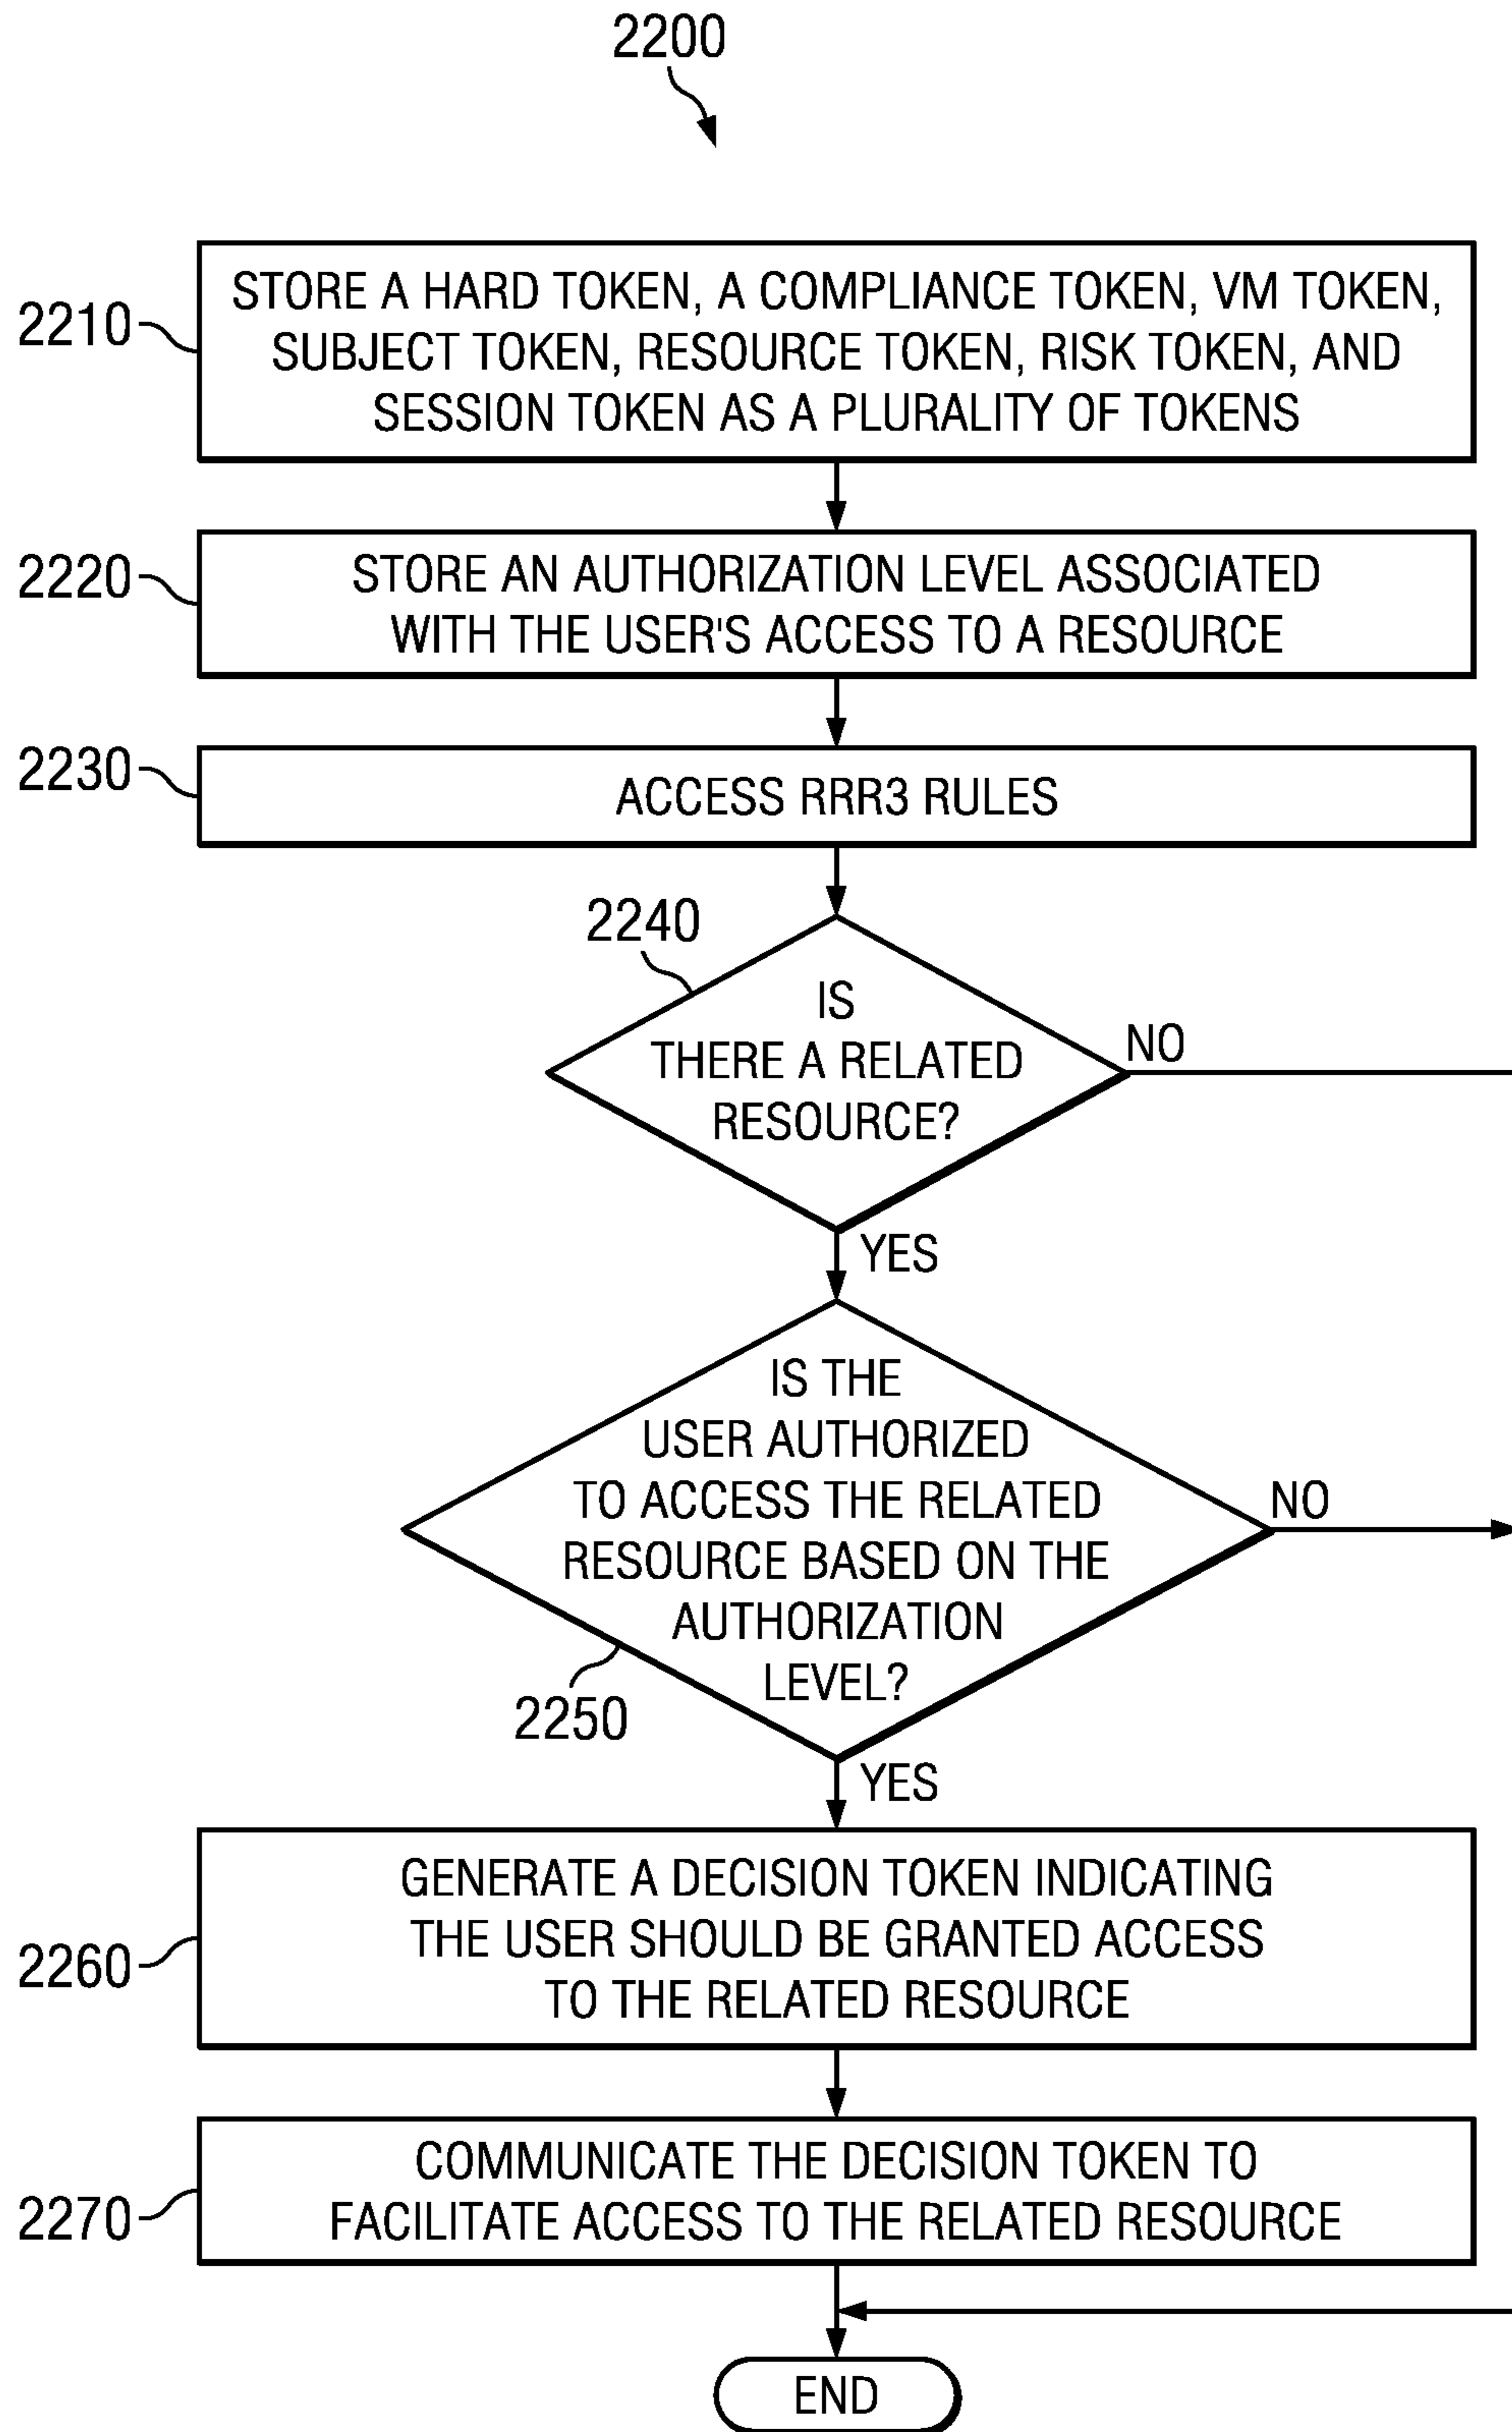 2200
2210
STORE A HARD TOKEN, A COMPLIANCE TOKEN, VM TOKEN,
SUBJECT TOKEN, RESOURCE TOKEN, RISK TOKEN, AND
SESSION TOKEN AS A PLURALITY OF TOKENS
2220
STORE AN AUTHORIZATION LEVEL ASSOCIATED
WITH THE USER'S ACCESS TO A RESOURCE
2230
ACCESS RRR3 RULES
2240
IS
THERE A RELATED
RESOURCE?
NO
YES
IS THE
USER AUTHORIZED
TO ACCESS THE RELATED
RESOURCE BASED ON THE
AUTHORIZATION
LEVEL?
NO
2250
YES
2260
GENERATE A DECISION TOKEN INDICATING
THE USER SHOULD BE GRANTED ACCESS
TO THE RELATED RESOURCE
2270
COMMUNICATE THE DECISION TOKEN TO
FACILITATE ACCESS TO THE RELATED RESOURCE
END